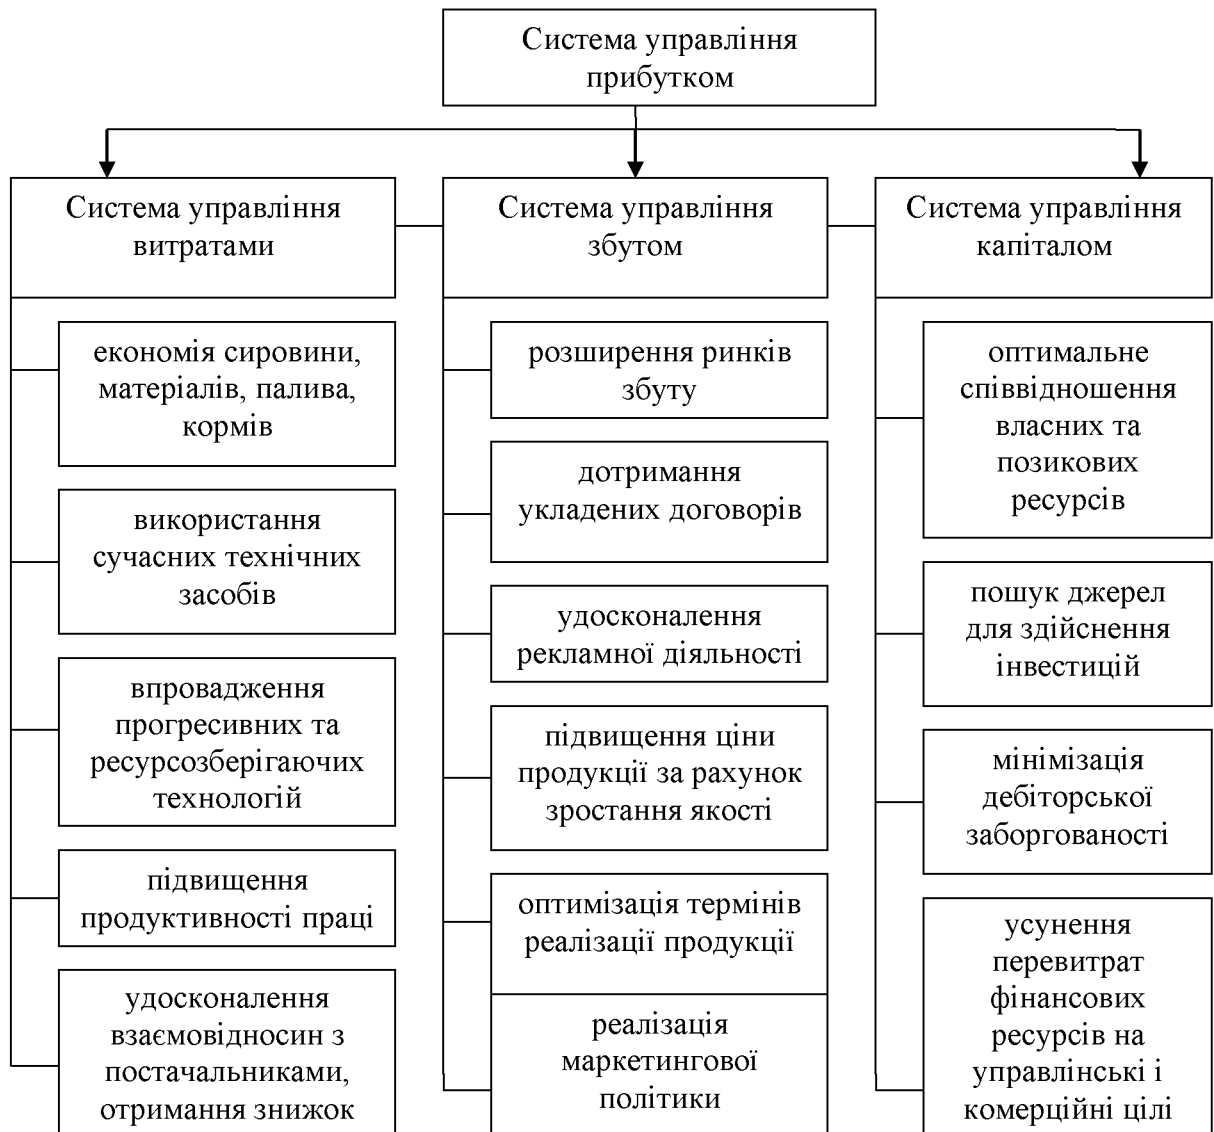 Система управління
прибутком
Система управління
витратами
економія сировини,
матеріалів, палива,
кормів
використання
сучасних технічних
засобів
впровадження
прогресивних та
ресурсозберігаючих
технологій
підвищення
продуктивності праці
удосконалення
взаємовідносин з
постачальниками,
отримання знижок
Система управління
збутом
розширення ринків
збуту
дотримання
укладених договорів
удосконалення
рекламної діяльності
підвищення ціни
продукції за рахунок
зростання якості
оптимізація термінів
реалізації продукції
реалізація
маркетингової
політики
Система управління
капіталом
оптимальне
співвідношення
власних та
позикових
ресурсів
пошук джерел
для здійснення
інвестицій
мінімізація
дебіторської
заборгованості
усунення
перевитрат
фінансових
ресурсів на
управлінські і
комерційні цілі